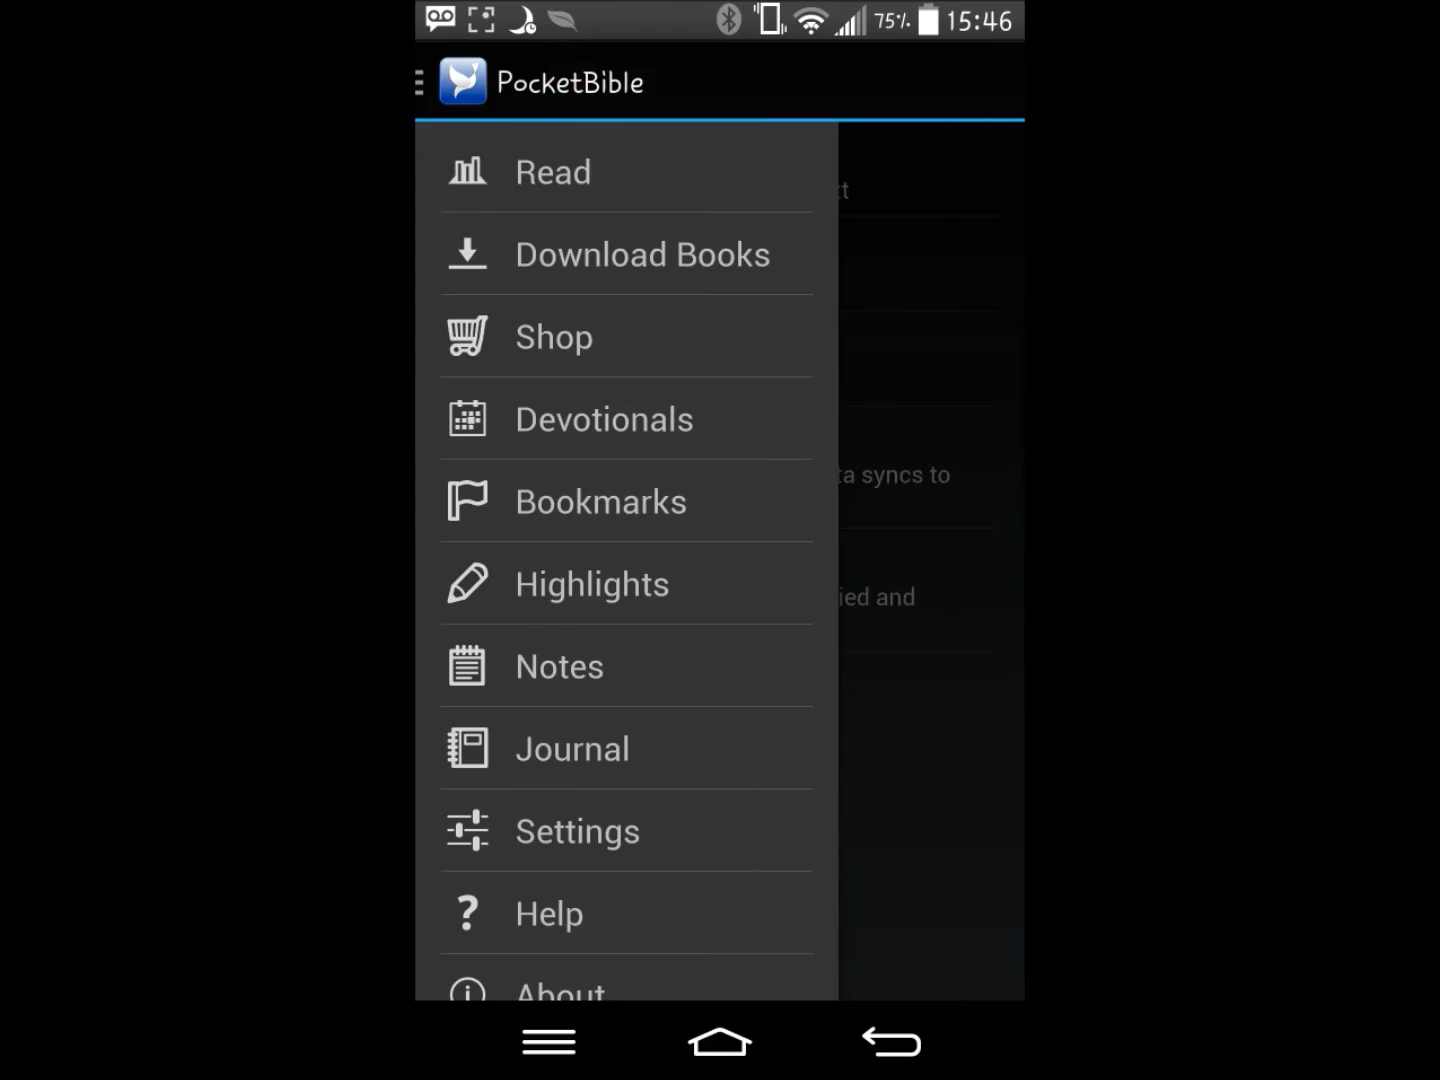 75% 15:46
PocketBible
Read
Download Books
Shop
Devotionals
Bookmarks
Highlights
Notes
Journal
Settings
Help
About
syncs to
and